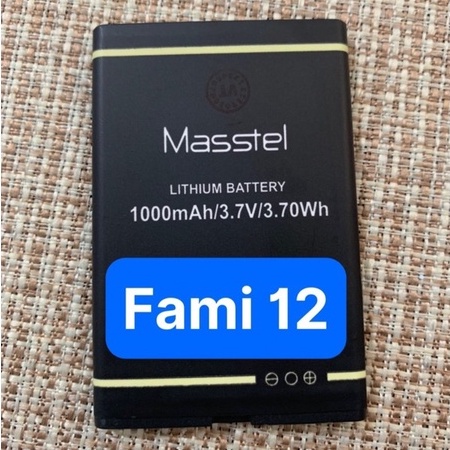 Masstel
LITHIUM BATTERY
1000mAh/3.7V/3.70Wh
Fami 12